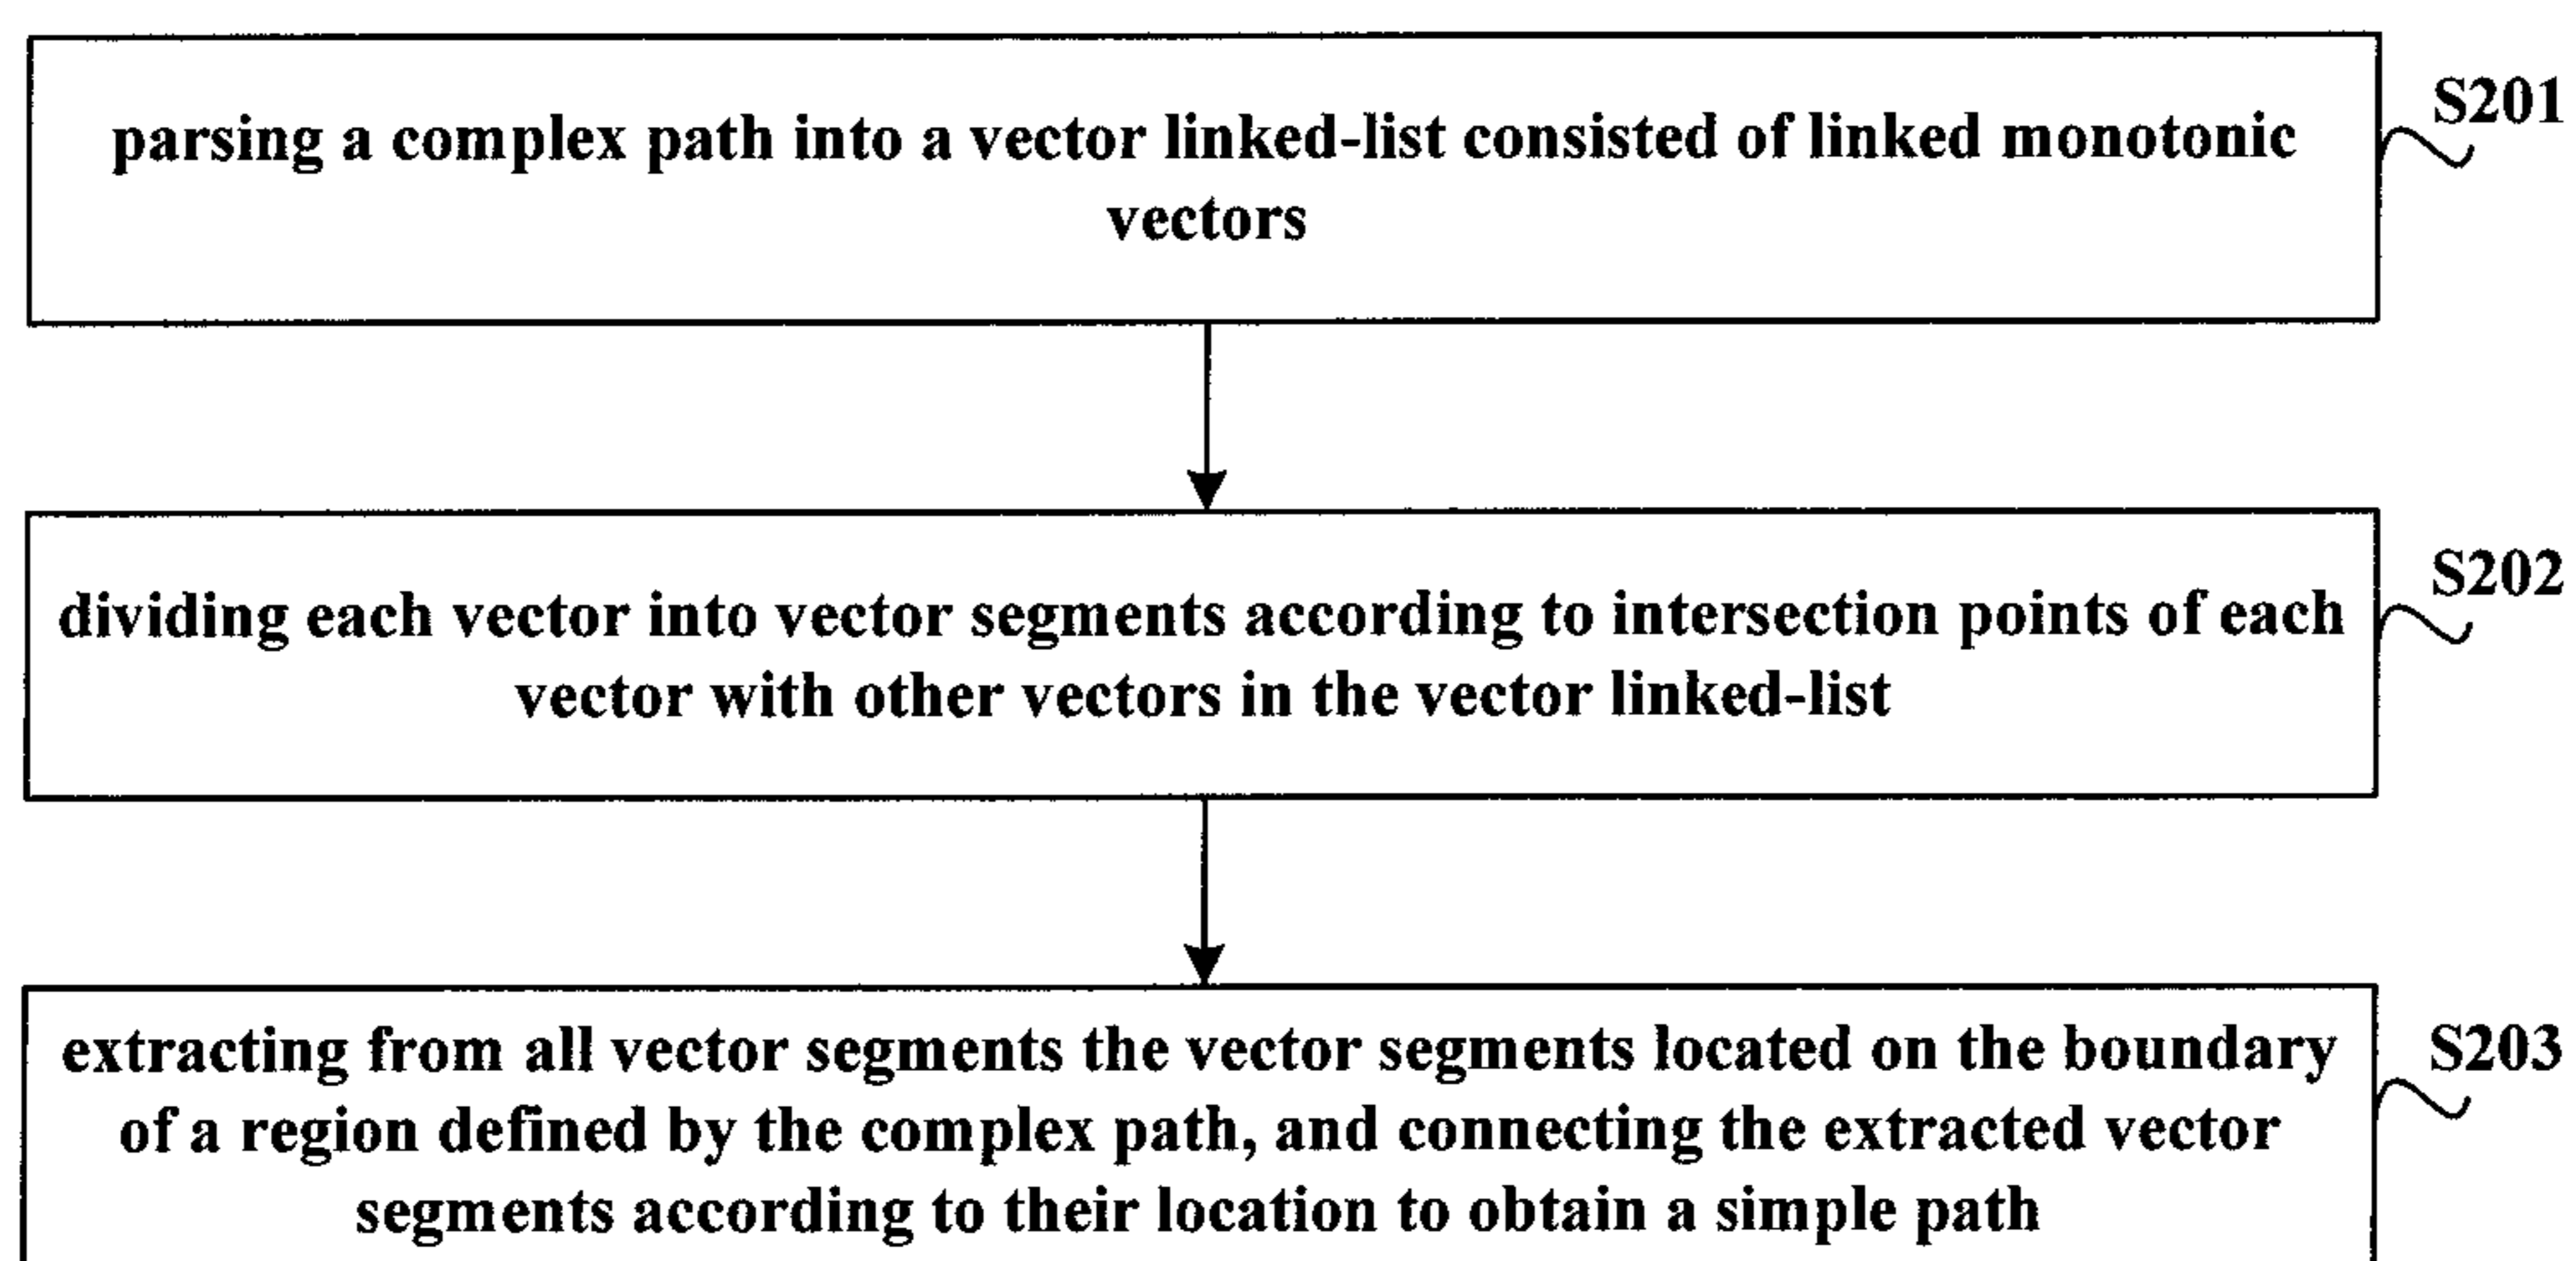 parsing a complex path into a vector linked-list consisted of linked monotonic
vectors
S201
dividing each vector into vector segments according to intersection points of each
vector with other vectors in the vector linked-list
S202
extracting from all vector segments the vector segments located on the boundary
of a region defined by the complex path, and connecting the extracted vector
segments according to their location to obtain a simple path
S203